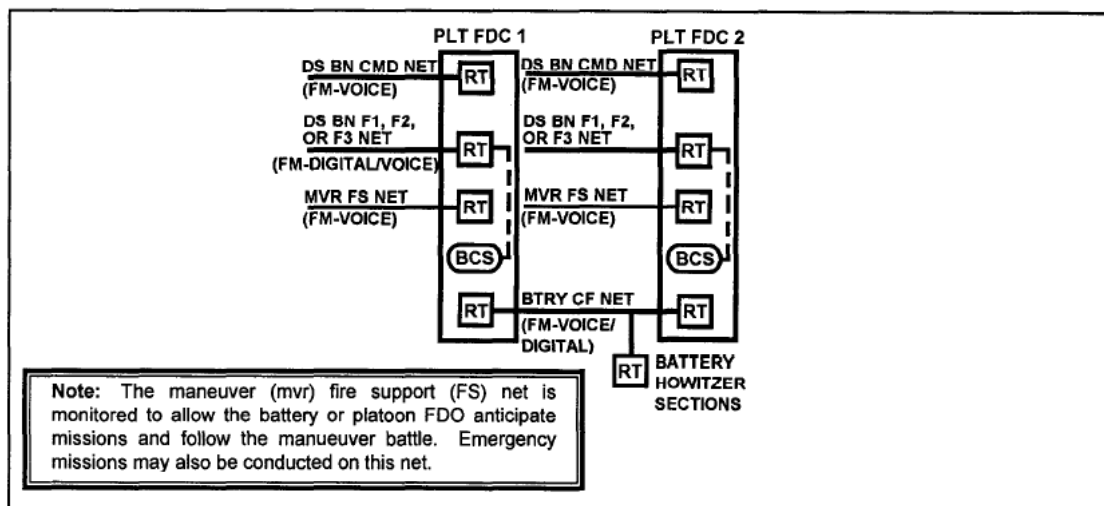 PLT FDC 1
PLT FDC 2
DS BN CMD NET
(FM-VOICE)
RT
DS BN CMD NET
(FM-VOICE)
RT
DS BN F1, F2,
OR F3 NET
(FM-DIGITAL/VOICE)
RT
DS BN F1, F2,
OR F3 NET
RT
MVR FS NET
(FM-VOICE)
RT
MVR FS NET
(FM-VOICE)
RT
BCS
BCS
RT
BTRY CF NET
(FM-VOICE/
DIGITAL)
RT
RT
BATTERY
HOWITZER
SECTIONS
Note: The maneuver (mvr) fire support (FS) net is
monitored to allow the battery or platoon FDO anticipate
missions and follow the manueuver battle. Emergency
missions may also be conducted on this net.